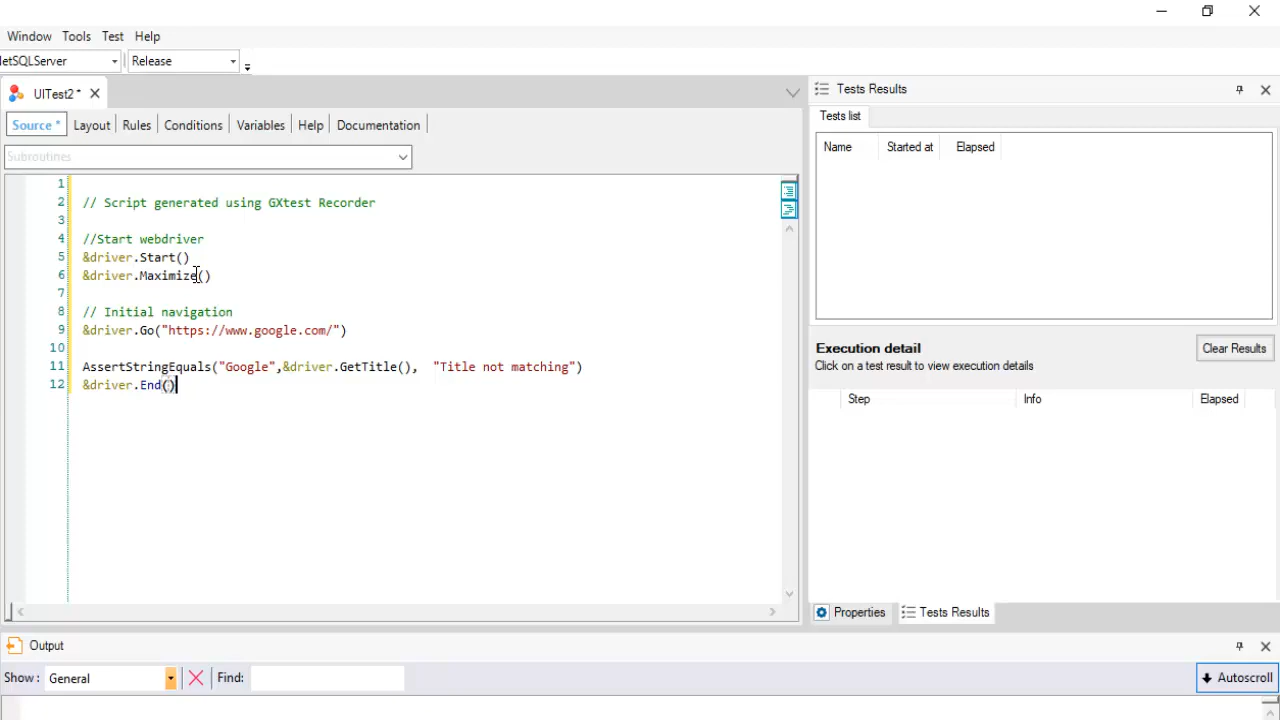 Window Tools Test Help
letSQLServer Release
UITest2 *
Source * Layout Rules Conditions Variables Help Documentation
Subroutines
1
2 // Script generated using GXtest Recorder
3
4 //Start webdriver
5 &driver.Start()
6 &driver.Maximize()
7
8 // Initial navigation
9 &driver.Go("https://www.google.com/")
10
11 AssertStringEquals("Google",&driver.GetTitle(), "Title not matching")
12 &driver.End()
Tests Results
Tests list
Name Started at Elapsed
Execution detail
Clear Results
Click on a test result to view execution details
Step Info Elapsed
Properties Tests Results
Output
Show: General Find: Autoscroll